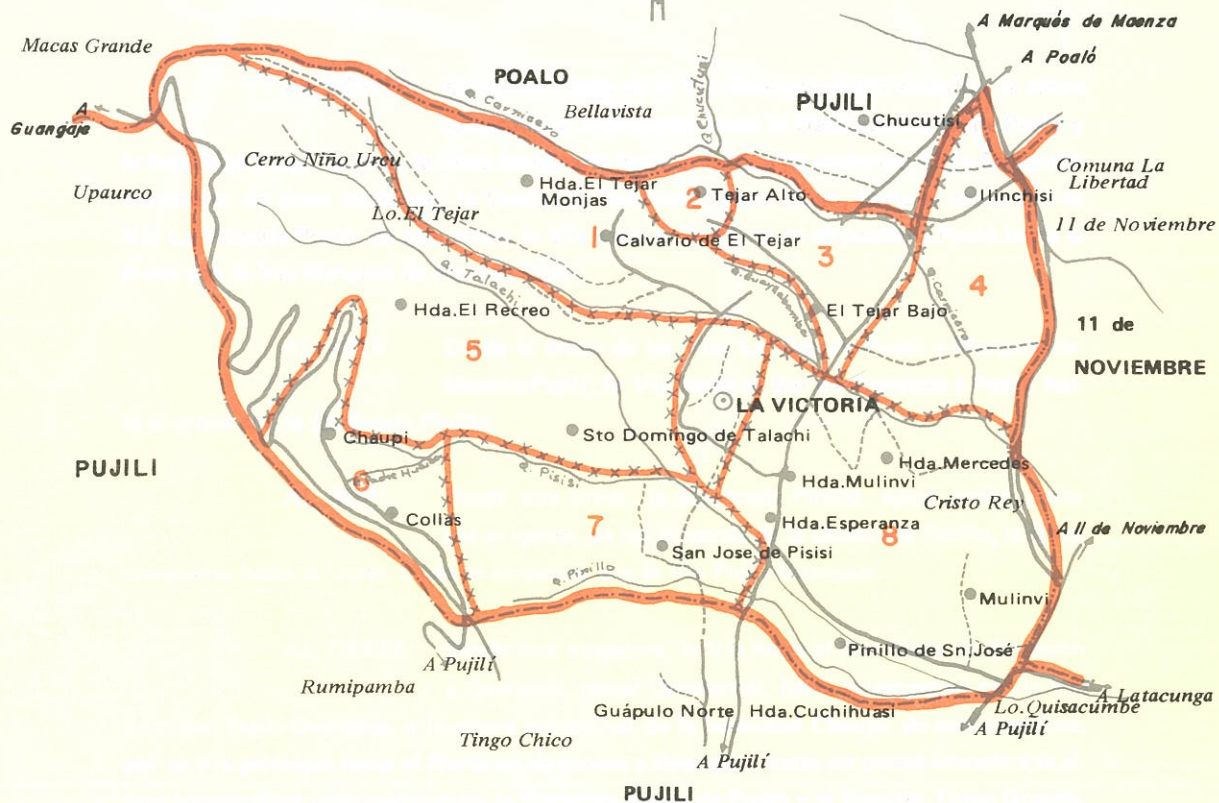 A Marqués de Maenza
Macas Grande
A Poaló
POALO
PUJILI
q. Carnicero
Bellavista
q. Chucutusi
Chucutisi
A
Guangaje
Cerro Niño Urcu
Comuna La
Libertad
Upaurco
Hda.El Tejar
Monjas
2
Tejar Alto
Ilinchisi
Lo.El Tejar
11 de Noviembre
1
Calvario de El Tejar
3
q. Talachi
q. Carnicero
4
Hda.El Recreo
El Tejar Bajo
11 de
NOVIEMBRE
5
LA VICTORIA
Chaupi
Sto Domingo de Talachi
PUJILI
q. Pisisi
Hda.Mercedes
6
Hda.Mulinvi
Cristo Rey
Collas
7
Hda.Esperanza
8
A II de Noviembre
San Jose de Pisisi
q. Pinillo
Mulinvi
Pinillo de Sn.José
A Pujilí
Rumipamba
A Latacunga
Guápulo Norte
Hda.Cuchihuasi
Lo.Quisacumbe
A Pujilí
Tingo Chico
A Pujilí
PUJILI